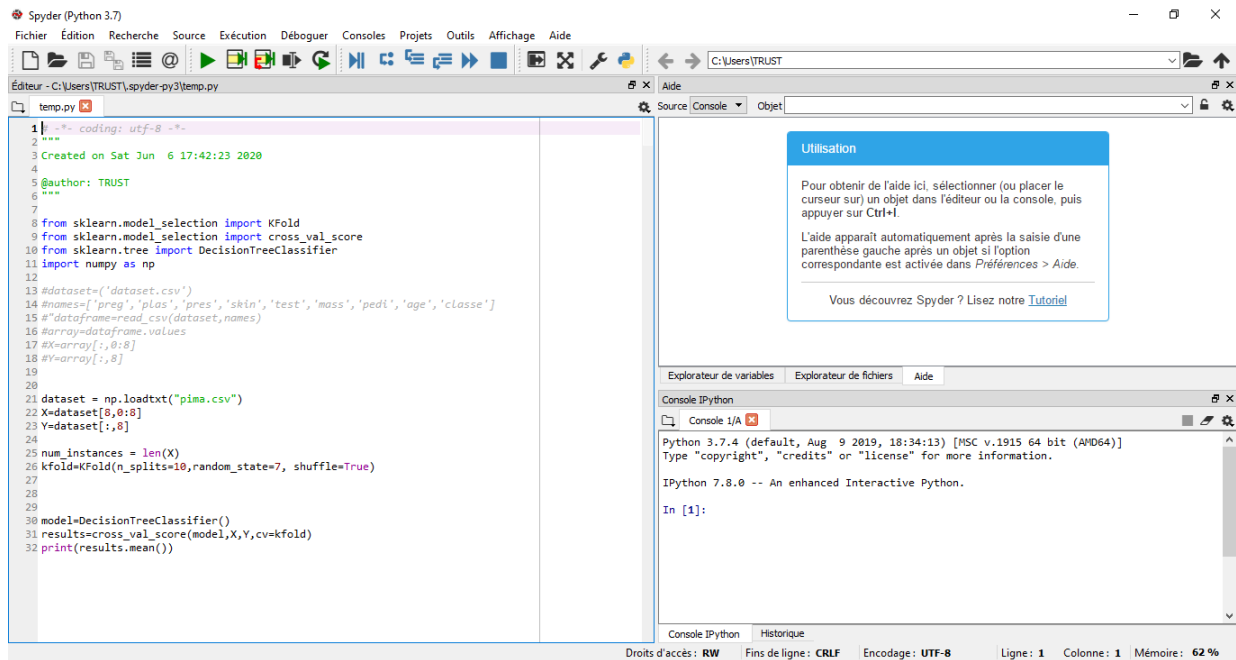 Spyder (Python 3.7)
Fichier Édition Recherche Source Exécution Déboguer Consoles Projets Outils Affichage Aide
C:\Users\TRUST
Éditeur - C:\Users\TRUST\.spyder-py3\temp.py
temp.py
1 # -*- coding: utf-8 -*-
2 """
3 Created on Sat Jun  6 17:42:23 2020
4
5 @author: TRUST
6 """
7
8 from sklearn.model_selection import KFold
9 from sklearn.model_selection import cross_val_score
10 from sklearn.tree import DecisionTreeClassifier
11 import numpy as np
12
13 #dataset=('dataset.csv')
14 #names=['preg','plas','pres','skin','test','mass','pedi','age','classe']
15 #"dataframe=read_csv(dataset,names)
16 #array=dataframe.values
17 #X=array[:,0:8]
18 #Y=array[:,8]
19
20
21 dataset = np.loadtxt("pima.csv")
22 X=dataset[8,0:8]
23 Y=dataset[:,8]
24
25 num_instances = len(X)
26 kfold=KFold(n_splits=10,random_state=7, shuffle=True)
27
28
29
30 model=DecisionTreeClassifier()
31 results=cross_val_score(model,X,Y,cv=kfold)
32 print(results.mean())
Aide
Source Console Objet
Utilisation
Pour obtenir de l'aide ici, sélectionner (ou placer le
curseur sur) un objet dans l'éditeur ou la console, puis
appuyer sur Ctrl+I.
L'aide apparaît automatiquement après la saisie d'une
parenthèse gauche après un objet si l'option
correspondante est activée dans Préférences > Aide.
Vous découvrez Spyder ? Lisez notre Tutoriel
Explorateur de variables Explorateur de fichiers Aide
Console IPython
Console 1/A
Python 3.7.4 (default, Aug  9 2019, 18:34:13) [MSC v.1915 64 bit (AMD64)]
Type "copyright", "credits" or "license" for more information.
IPython 7.8.0 -- An enhanced Interactive Python.
In [1]:
Console IPython Historique
Droits d'accès : RW Fins de ligne : CRLF Encodage : UTF-8 Ligne : 1 Colonne : 1 Mémoire : 62 %